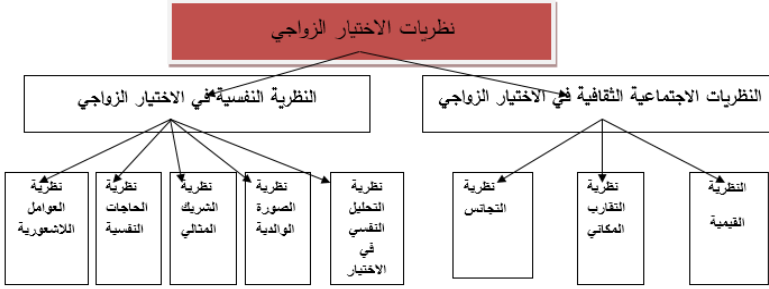 نظريات الاختيار الزواجي
النظريات الاجتماعية الثقافية في الاختيار الزواجي
النظرية النفسية في الاختيار الزواجي
النظرية
القيمية
نظرية
التقارب
المكاني
نظرية
التجانس
نظرية
التحليل
النفسي
في
الاختيار
نظرية
الصورة
الوالدية
نظرية
الشريك
المثالي
نظرية
الحاجات
النفسية
نظرية
العوامل
اللاشعورية